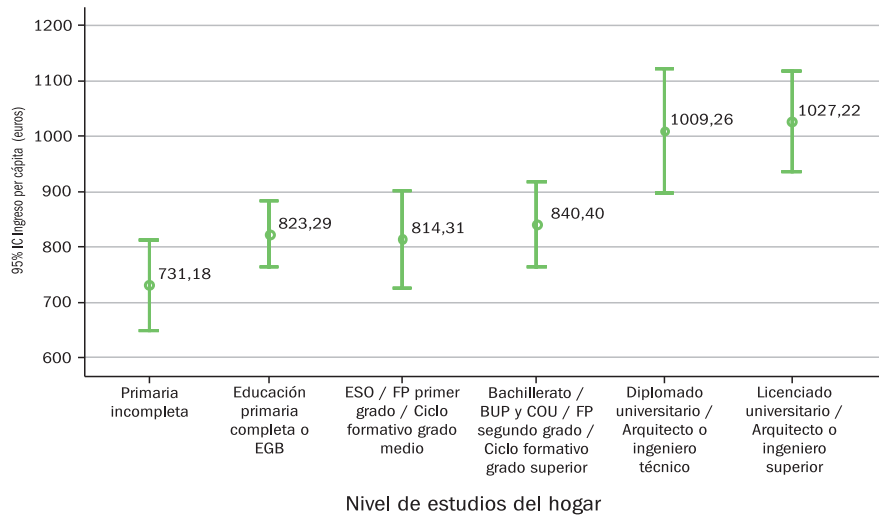 95% IC Ingreso per cápita (euros)
1200
1100
1000
900
800
700
600
731,18
823,29
814,31
840,40
1009,26
1027,22
Primaria
incompleta
Educación
primaria
completa o
EGB
ESO / FP primer
grado / Ciclo
formativo grado
medio
Bachillerato /
BUP y COU / FP
segundo grado /
Ciclo formativo
grado superior
Diplomado
universitario /
Arquitecto o
ingeniero
técnico
Licenciado
universitario /
Arquitecto o
ingeniero
superior
Nivel de estudios del hogar